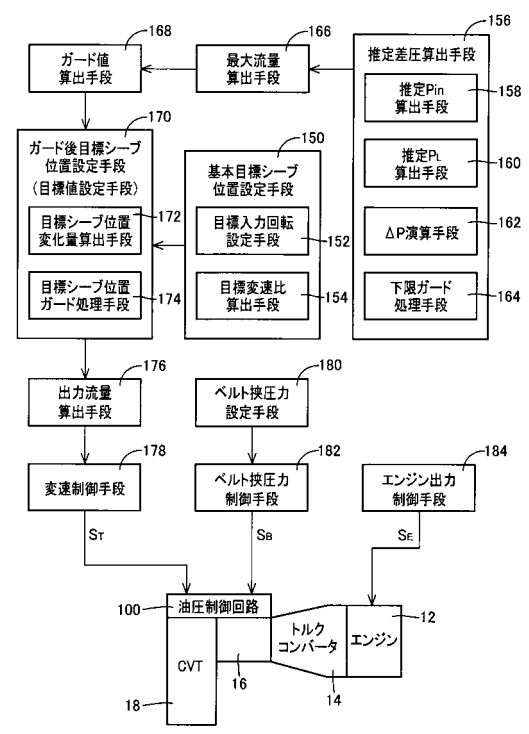 168
ガード値
算出手段
166
最大流量
算出手段
156
推定差圧算出手段
推定Pin
算出手段
158
推定PL
算出手段
160
ΔP演算手段
162
下限ガード
処理手段
164
170
ガード後目標シーブ
位置設定手段
(目標値設定手段)
目標シーブ位置
変化量算出手段
172
目標シーブ位置
ガード処理手段
174
150
基本目標シーブ
位置設定手段
目標入力回転
設定手段
152
目標変速比
算出手段
154
176
出力流量
算出手段
180
ベルト挟圧力
設定手段
178
変速制御手段
182
ベルト挟圧力
制御手段
184
エンジン出力
制御手段
ST
SB
SE
100
油圧制御回路
CVT
18
16
トルク
コンバータ
14
エンジン
12